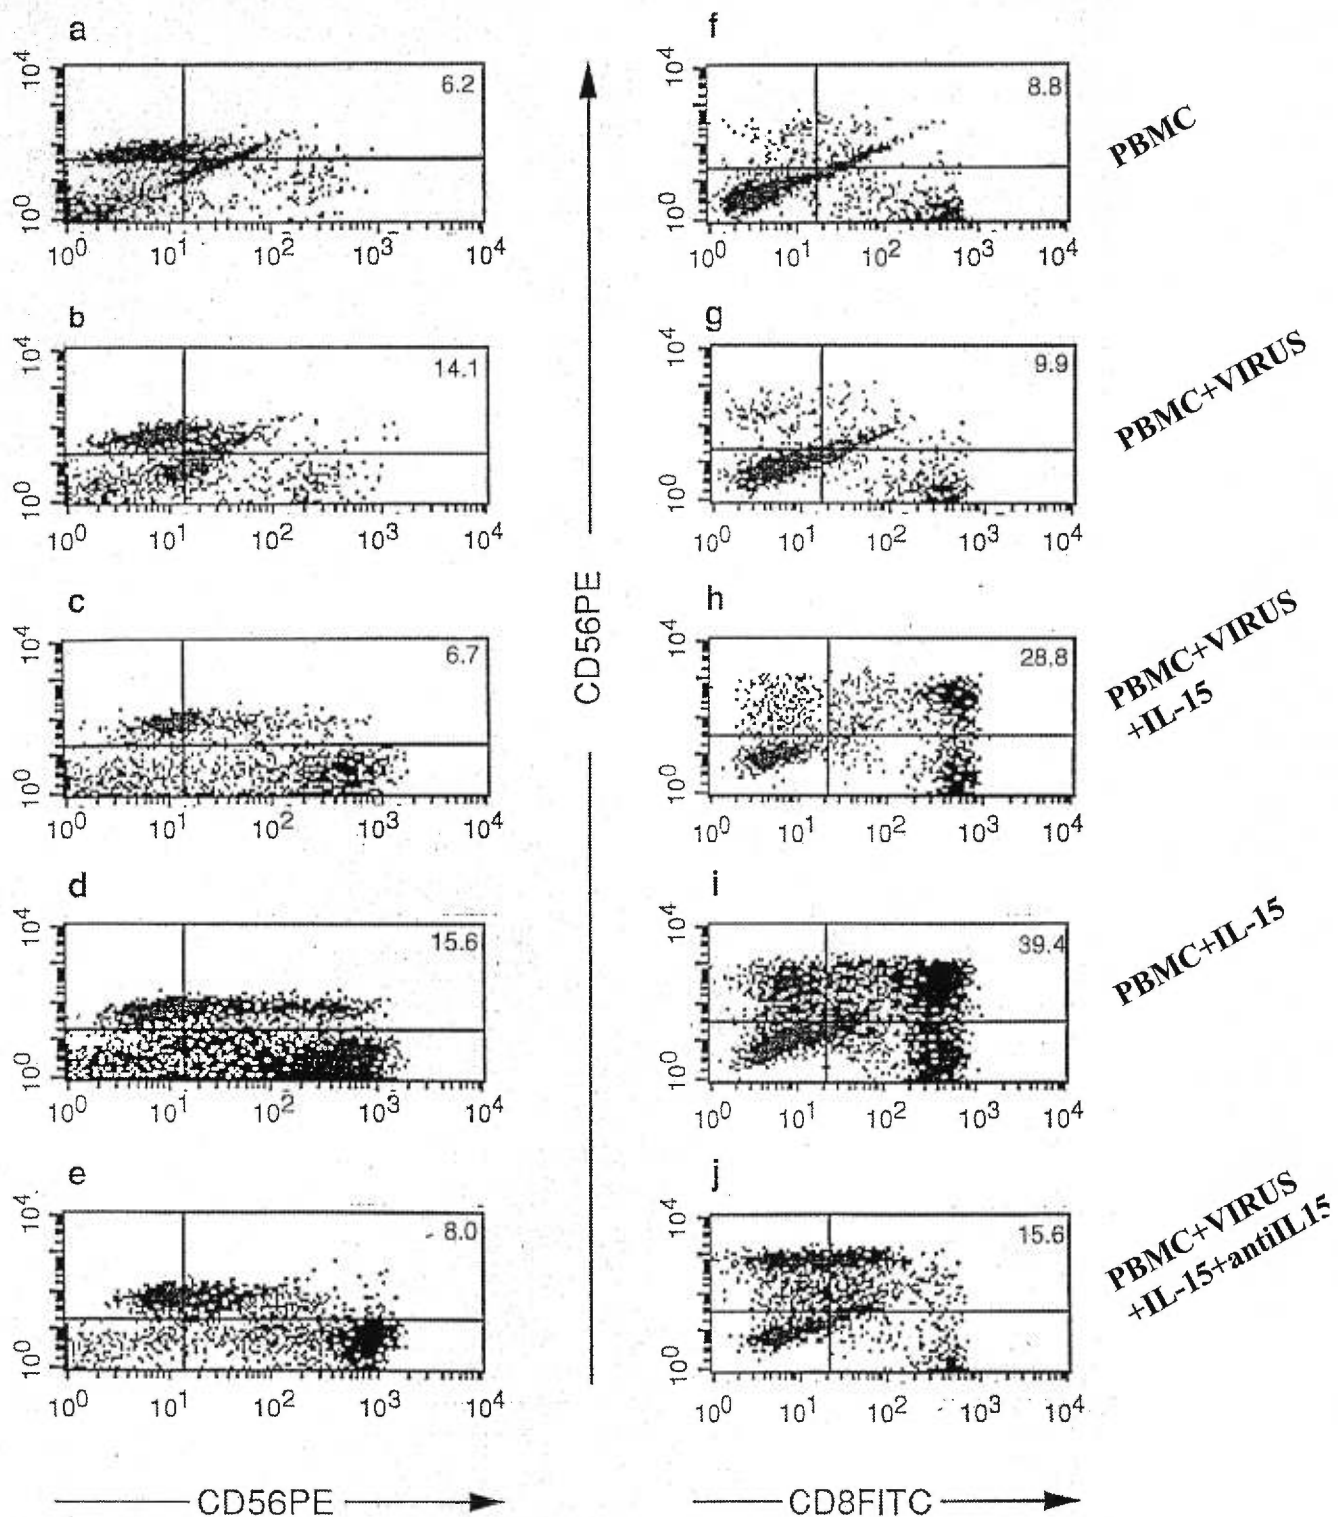 a
10^4
6.2
10^0
10^0 10^1 10^2 10^3 10^4
f
10^4
8.8
10^0
10^0 10^1 10^2 10^3 10^4
PBMC
b
10^4
14.1
10^0
10^0 10^1 10^2 10^3 10^4
g
10^4
9.9
10^0
10^0 10^1 10^2 10^3 10^4
PBMC+VIRUS
CD56PE
c
10^4
6.7
10^0
10^0 10^1 10^2 10^3 10^4
h
10^4
28,8
10^0
10^0 10^1 10^2 10^3 10^4
PBMC+VIRUS
+IL-15
d
10^4
15.6
10^0
10^0 10^1 10^2 10^3 10^4
i
10^4
39.4
10^0
10^0 10^1 10^2 10^3 10^4
PBMC+IL-15
e
10^4
8.0
10^0
10^0 10^1 10^2 10^3 10^4
j
10^4
15.6
10^0
10^0 10^1 10^2 10^3 10^4
PBMC+VIRUS
+IL-15+antiIL15
CD56PE
CD8FITC